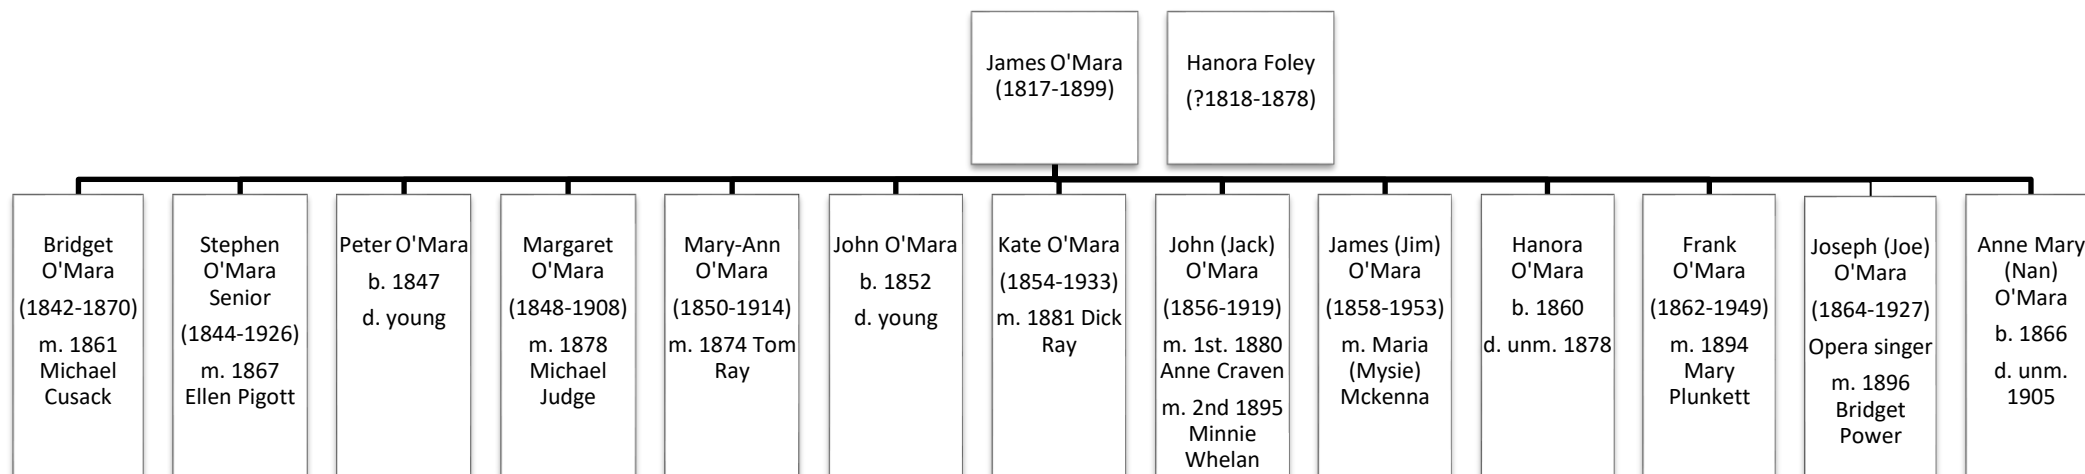 James O'Mara
(1817-1899)
Hanora Foley
(?1818-1878)
Bridget
O'Mara
(1842-1870)
m. 1861
Michael
Cusack
Stephen
O'Mara
Senior
(1844-1926)
m. 1867
Ellen Pigott
Peter O'Mara
b. 1847
d. young
Margaret
O'Mara
(1848-1908)
m. 1878
Michael
Judge
Mary-Ann
O'Mara
(1850-1914)
m. 1874 Tom
Ray
John O'Mara
b. 1852
d. young
Kate O'Mara
(1854-1933)
m. 1881 Dick
Ray
John (Jack)
O'Mara
(1856-1919)
m. 1st. 1880
Anne Craven
m. 2nd 1895
Minnie
Whelan
James (Jim)
O'Mara
(1858-1953)
m. Maria
(Mysie)
Mckenna
Hanora
O'Mara
b. 1860
d. unm. 1878
Frank
O'Mara
(1862-1949)
m. 1894
Mary
Plunkett
Joseph (Joe)
O'Mara
(1864-1927)
Opera singer
m. 1896
Bridget
Power
Anne Mary
(Nan)
O'Mara
b. 1866
d. unm.
1905